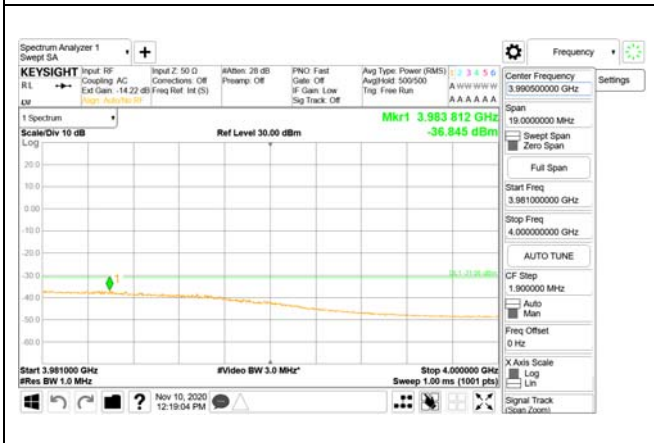 Spectrum Analyzer 1
Swept SA
+
Frequency
KEYSIGHT
Input: RF
Coupling: AC
Ext Gain: -14.22 dB
Align: Auto/No RF
Input Z: 50 Ω
Corrections: Off
Freq Ref: Int (S)
#Atten: 28 dB
Preamp: Off
PNO: Fast
Gate: Off
IF Gain: Low
Sig Track: Off
Avg Type: Power (RMS)
Avg|Hold: 500/500
Trig: Free Run
1 2 3 4 5 6
A W W W W W
A A A A A A
RL
1 Spectrum
Scale/Div 10 dB
Log
Ref Level 30.00 dBm
Mkr1 3.983 812 GHz
-36.845 dBm
20.0
10.0
0.00
-10.0
-20.0
-30.0
-40.0
-50.0
-60.0
1
Start 3.981000 GHz
#Res BW 1.0 MHz
#Video BW 3.0 MHz*
Stop 4.000000 GHz
Sweep 1.00 ms (1001 pts)
Nov 10, 2020
12:19:04 PM
?
Center Frequency
3.990500000 GHz
Settings
Span
19.0000000 MHz
Swept Span
Zero Span
Full Span
Start Freq
3.981000000 GHz
Stop Freq
4.000000000 GHz
AUTO TUNE
CF Step
1.900000 MHz
Auto
Man
Freq Offset
0 Hz
X Axis Scale
Log
Lin
Signal Track
(Span Zoom)